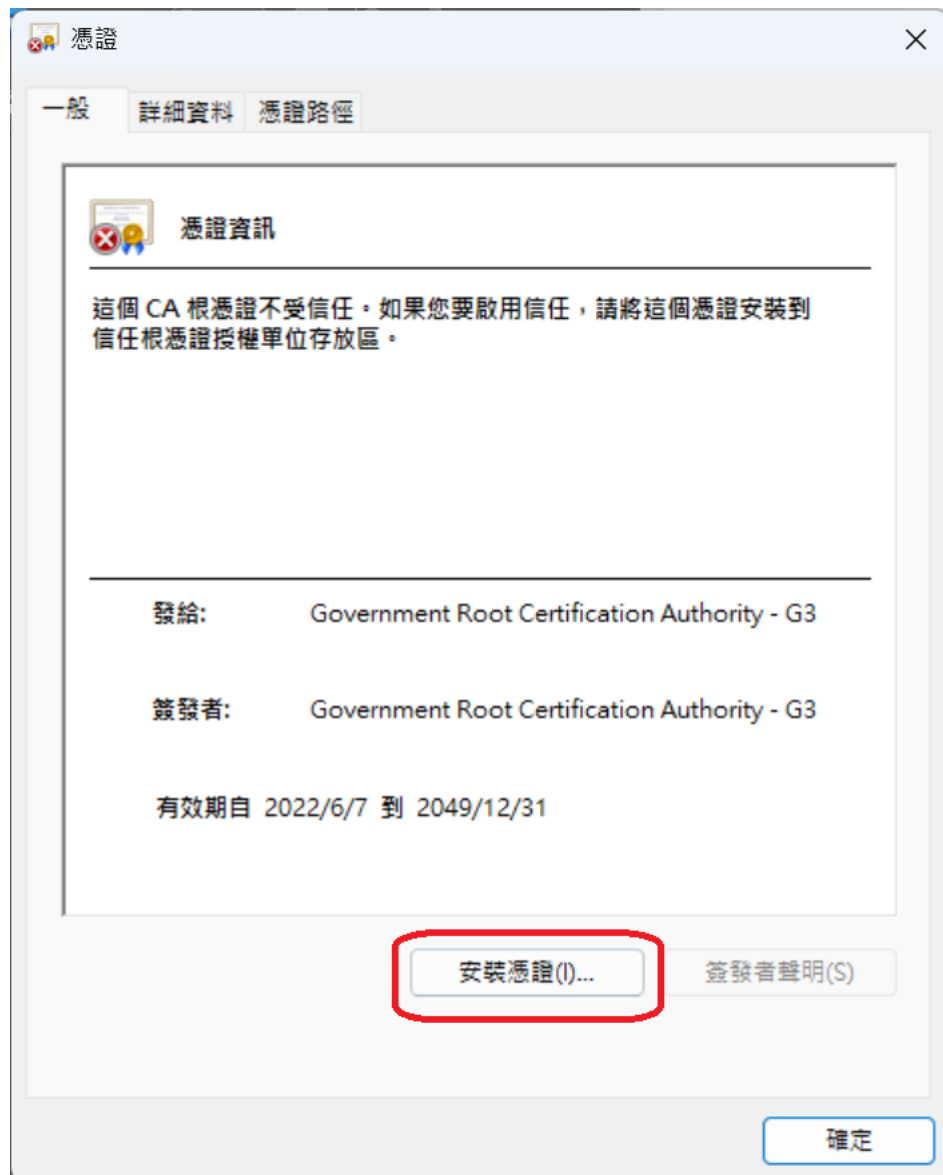 憑證
一般 詳細資料 憑證路徑
憑證資訊
這個 CA 根憑證不受信任。如果您要啟用信任，請將這個憑證安裝到
信任根憑證授權單位存放區。
發給: Government Root Certification Authority - G3
簽發者: Government Root Certification Authority - G3
有效期自 2022/6/7 到 2049/12/31
安裝憑證(I)... 簽發者聲明(S)
確定